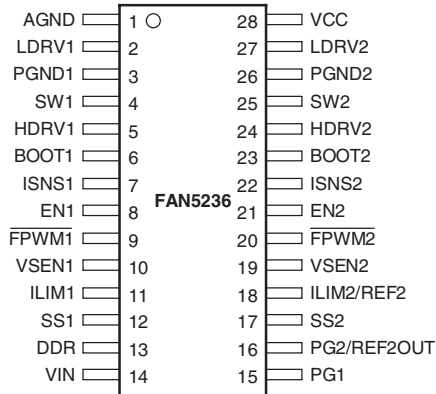 AGND 1 28 VCC
LDRV1 2 27 LDRV2
PGND1 3 26 PGND2
SW1 4 25 SW2
HDRV1 5 24 HDRV2
BOOT1 6 23 BOOT2
ISNS1 7 22 ISNS2
FAN5236
EN1 8 21 EN2
FPWM1 9 20 FPWM2
VSEN1 10 19 VSEN2
ILIM1 11 18 ILIM2/REF2
SS1 12 17 SS2
DDR 13 16 PG2/REF2OUT
VIN 14 15 PG1